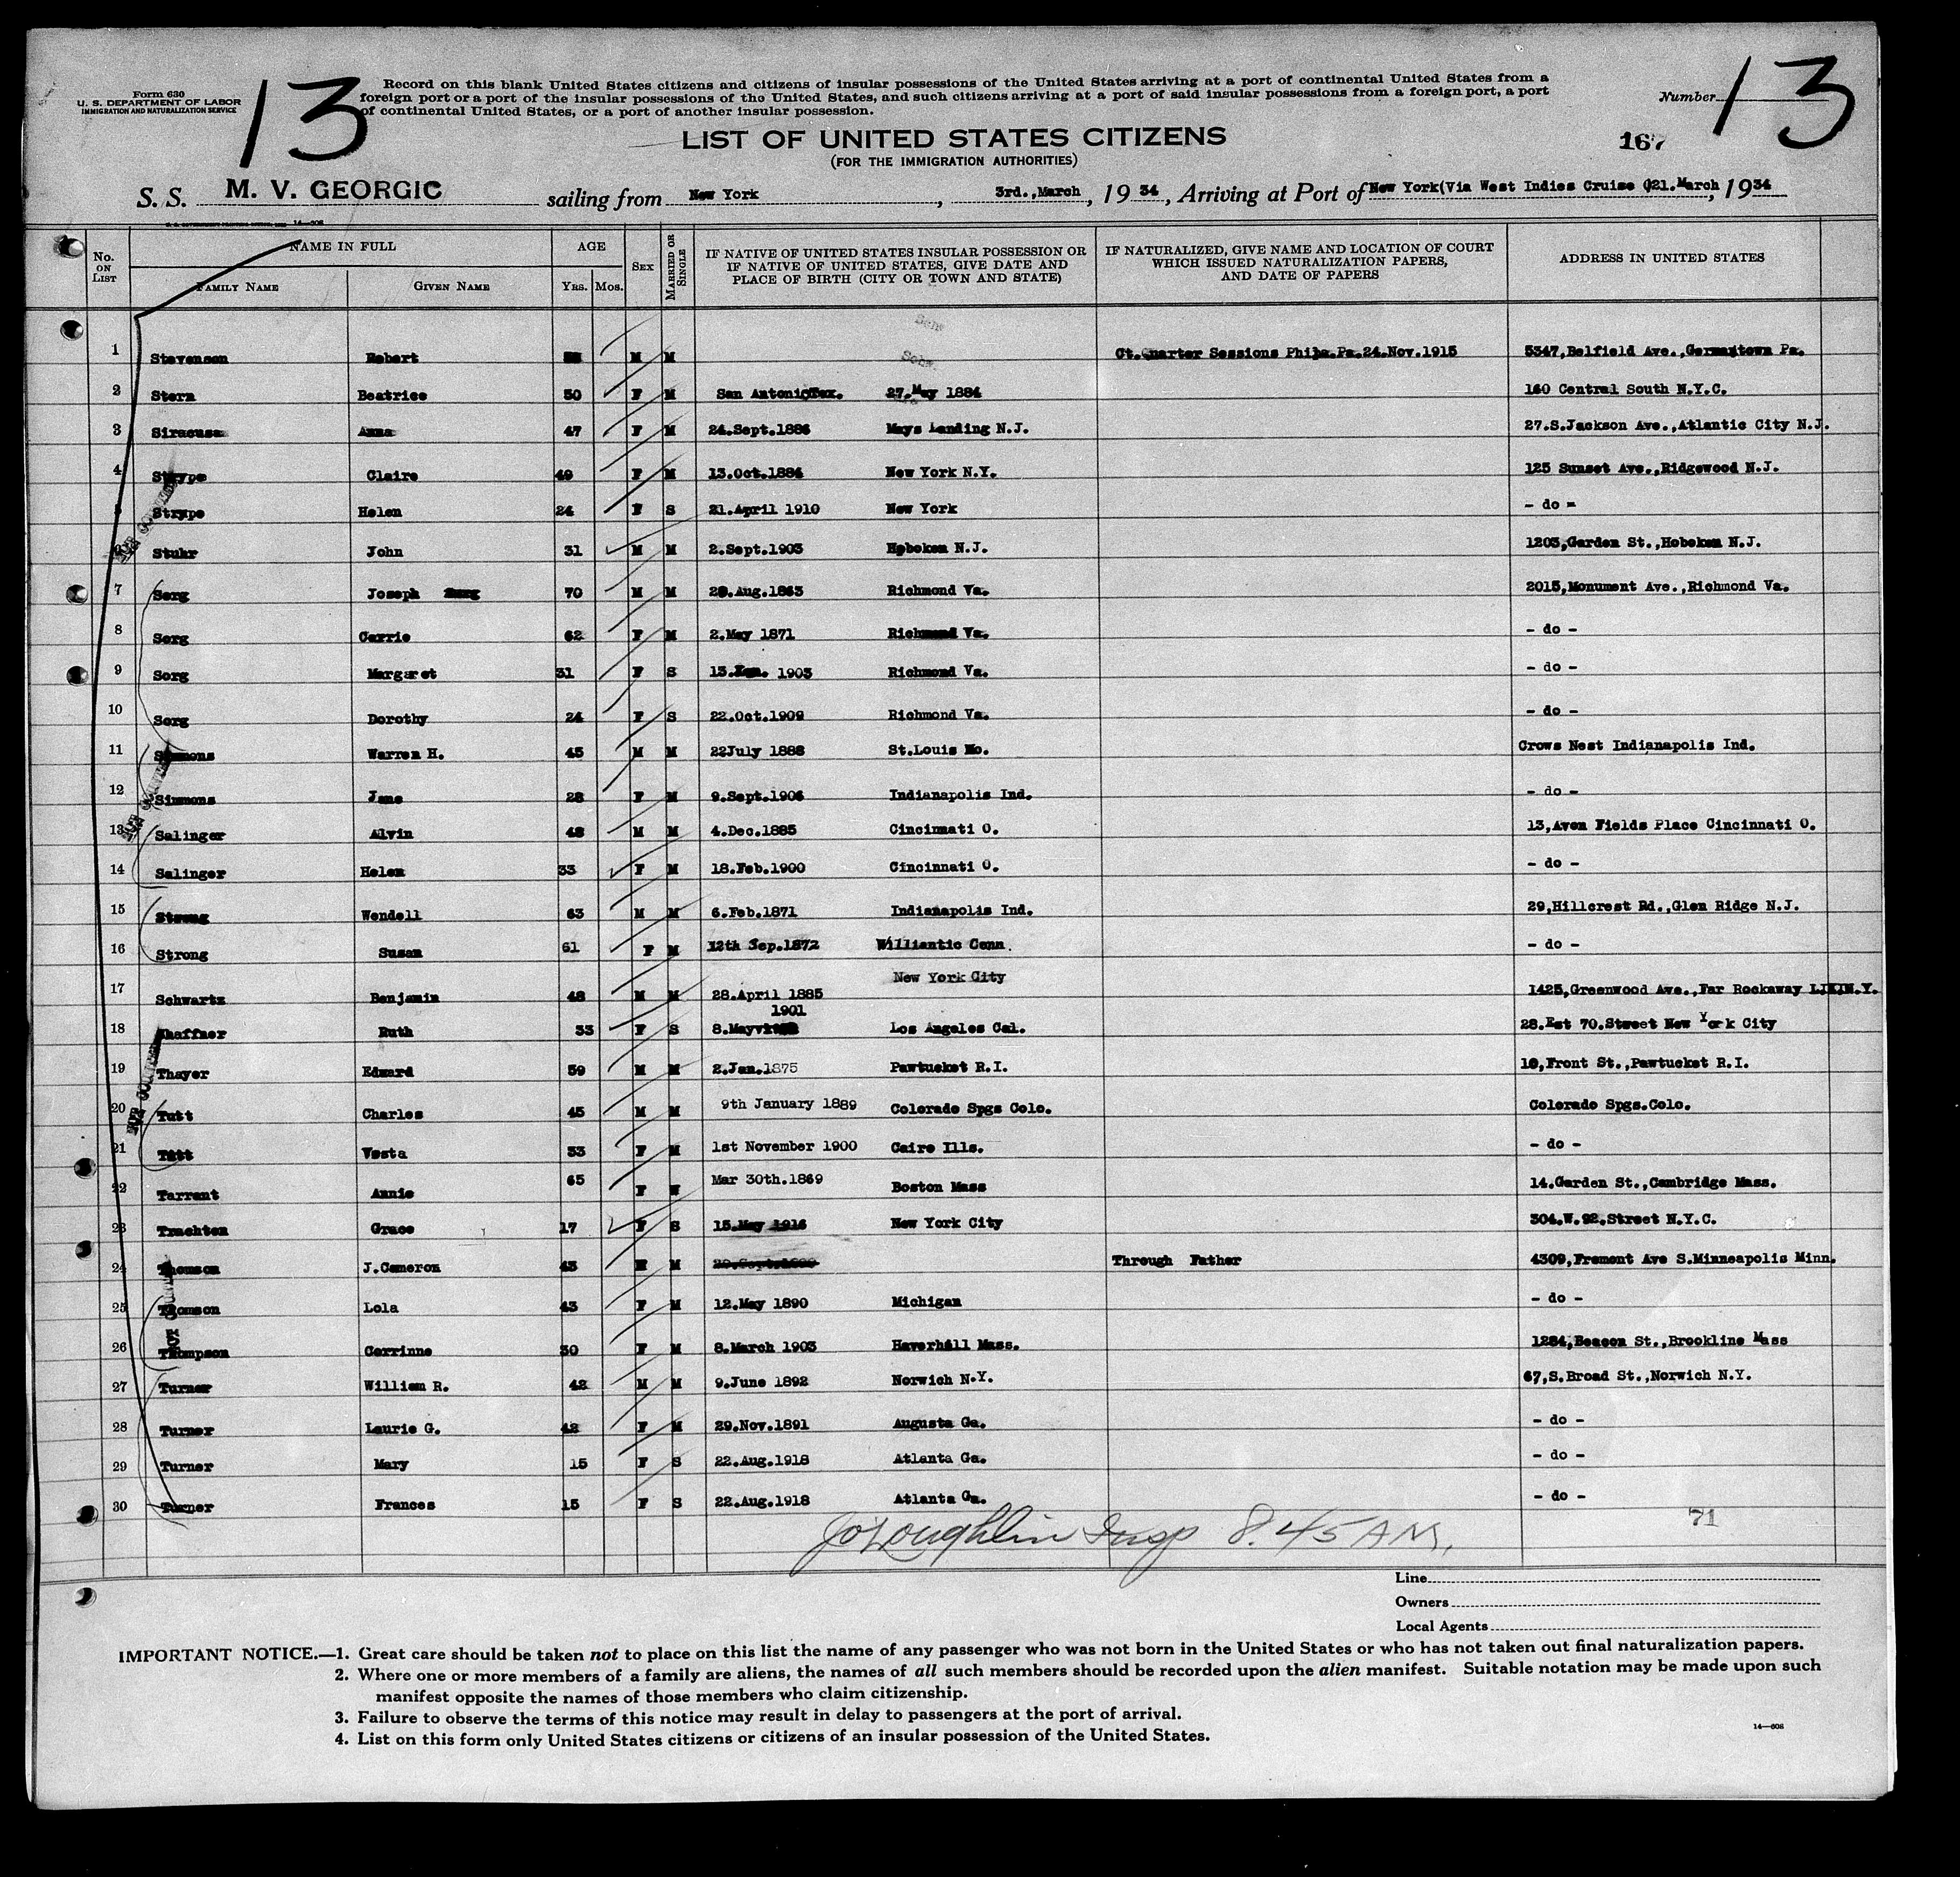 Form 630
U. S. DEPARTMENT OF LABOR
IMMIGRATION AND NATURALIZATION SERVICE
13
Record on this blank United States citizens and citizens of insular possessions of the United States arriving at a port of continental United States from a
foreign port or a port of the insular possessions of the United States, and such citizens arriving at a port of said insular possessions from a foreign port, a port
of continental United States, or a port of another insular possession.
Number 13
LIST OF UNITED STATES CITIZENS
(FOR THE IMMIGRATION AUTHORITIES)
167
S. S. M. V. GEORGIC sailing from New York, 3rd.,March, 1934, Arriving at Port of New York(Via West Indies Cruise 21.March, 1934
14—608
No. ON LIST
NAME IN FULL
FAMILY NAME
GIVEN NAME
AGE
YRS. MOS.
SEX
MARRIED OR SINGLE
IF NATIVE OF UNITED STATES INSULAR POSSESSION OR
IF NATIVE OF UNITED STATES, GIVE DATE AND
PLACE OF BIRTH (CITY OR TOWN AND STATE)
IF NATURALIZED, GIVE NAME AND LOCATION OF COURT
WHICH ISSUED NATURALIZATION PAPERS,
AND DATE OF PAPERS
ADDRESS IN UNITED STATES
1 Stevenson Robert M M Ct.Quarter Sessions Phila.Pa.24.Nov.1915 5347,Belfield Ave.,Germantown Pa.
2 Stern Beatrice 50 F M San Antonio Tex. 27.May 1884 160 Central South N.Y.C.
3 Siracusa Anna 47 F M 24.Sept.1886 Mays Landing N.J. 27.S.Jackson Ave.,Atlantic City N.J.
4 Strype Claire 49 F M 13.Oct.1884 New York N.Y. 125 Sunset Ave.,Ridgewood N.J.
5 Strype Helen 24 F S 21.April 1910 New York - do -
6 Stuhr John 31 M M 2.Sept.1903 Hoboken N.J. 1203,Garden St.,Hoboken N.J.
7 Sorg Joseph 70 M M 28.Aug.1863 Richmond Va. 2015,Monument Ave.,Richmond Va.
8 Sorg Carrie 62 F M 2.May 1871 Richmond Va. - do -
9 Sorg Margaret 31 F S 13.Jan. 1903 Richmond Va. - do -
10 Sorg Dorothy 24 F S 22.Oct.1909 Richmond Va. - do -
11 Simmons Warren H. 45 M M 22July 1888 St.Louis Mo. Crows Nest Indianapolis Ind.
12 Simmons Jane 28 F M 9.Sept.1906 Indianapolis Ind. - do -
13 Salinger Alvin 48 M M 4.Dec.1885 Cincinnati O. 13,Avon Fields Place Cincinnati O.
14 Salinger Helen 33 F M 18.Feb.1900 Cincinnati O. - do -
15 Strong Wendell 63 M M 6.Feb.1871 Indianapolis Ind. 29,Hillcrest Rd.,Glen Ridge N.J.
16 Strong Susan 61 F M 12th Sep.1872 Williantic Conn. - do -
New York City
17 Schwartz Benjamin 48 M M 28.April 1885 1425,Greenwood Ave.,Far Rockaway N.Y.
1901
18 Shaffner Ruth 33 F S 8.May Los Angeles Cal. 28.Est 70.Street New York City
19 Thayer Edward 59 M M 2.Jan.1875 Pawtucket R.I. 10,Front St.,Pawtucket R.I.
20 Tutt Charles 45 M M 9th January 1889 Colorado Spgs Colo. Colorado Spgs.Colo.
21 Tutt Vesta 33 F M 1st November 1900 Cairo Ills. - do -
22 Tarrant Annie 65 F Mar 30th.1869 Boston Mass 14.Garden St.,Cambridge Mass.
23 Trachten Grace 17 F S 15.May 1916 New York City 304.W.92.Street N.Y.C.
24 Thomson J.Cameron 43 M M Through Father 4309,Fremont Ave S.Minneapolis Minn.
25 Thomson Lola 43 F M 12.May 1890 Michigan - do -
26 Thompson Corrinne 30 F M 8.March 1903 Haverhill Mass. 1284,Beacon St.,Brookline Mass
27 Turner William R. 42 M M 9.June 1892 Norwich N.Y. 67,S.Broad St.,Norwich N.Y.
28 Turner Laurie G. 42 F M 29.Nov.1891 Augusta Ga. - do -
29 Turner Mary 15 F S 22.Aug.1918 Atlanta Ga. - do -
30 Turner Frances 15 F S 22.Aug.1918 Atlanta Ga. - do -
JO'Loughlin Insp 8.45 AM.
71
Line
Owners
Local Agents
IMPORTANT NOTICE.—1. Great care should be taken not to place on this list the name of any passenger who was not born in the United States or who has not taken out final naturalization papers.
2. Where one or more members of a family are aliens, the names of all such members should be recorded upon the alien manifest. Suitable notation may be made upon such
manifest opposite the names of those members who claim citizenship.
3. Failure to observe the terms of this notice may result in delay to passengers at the port of arrival.
4. List on this form only United States citizens or citizens of an insular possession of the United States.
14—608